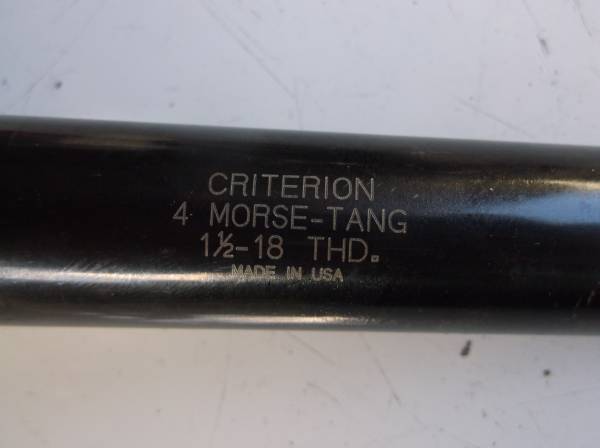 CRITERION
4 MORSE-TANG
1½-18 THD.
MADE IN USA